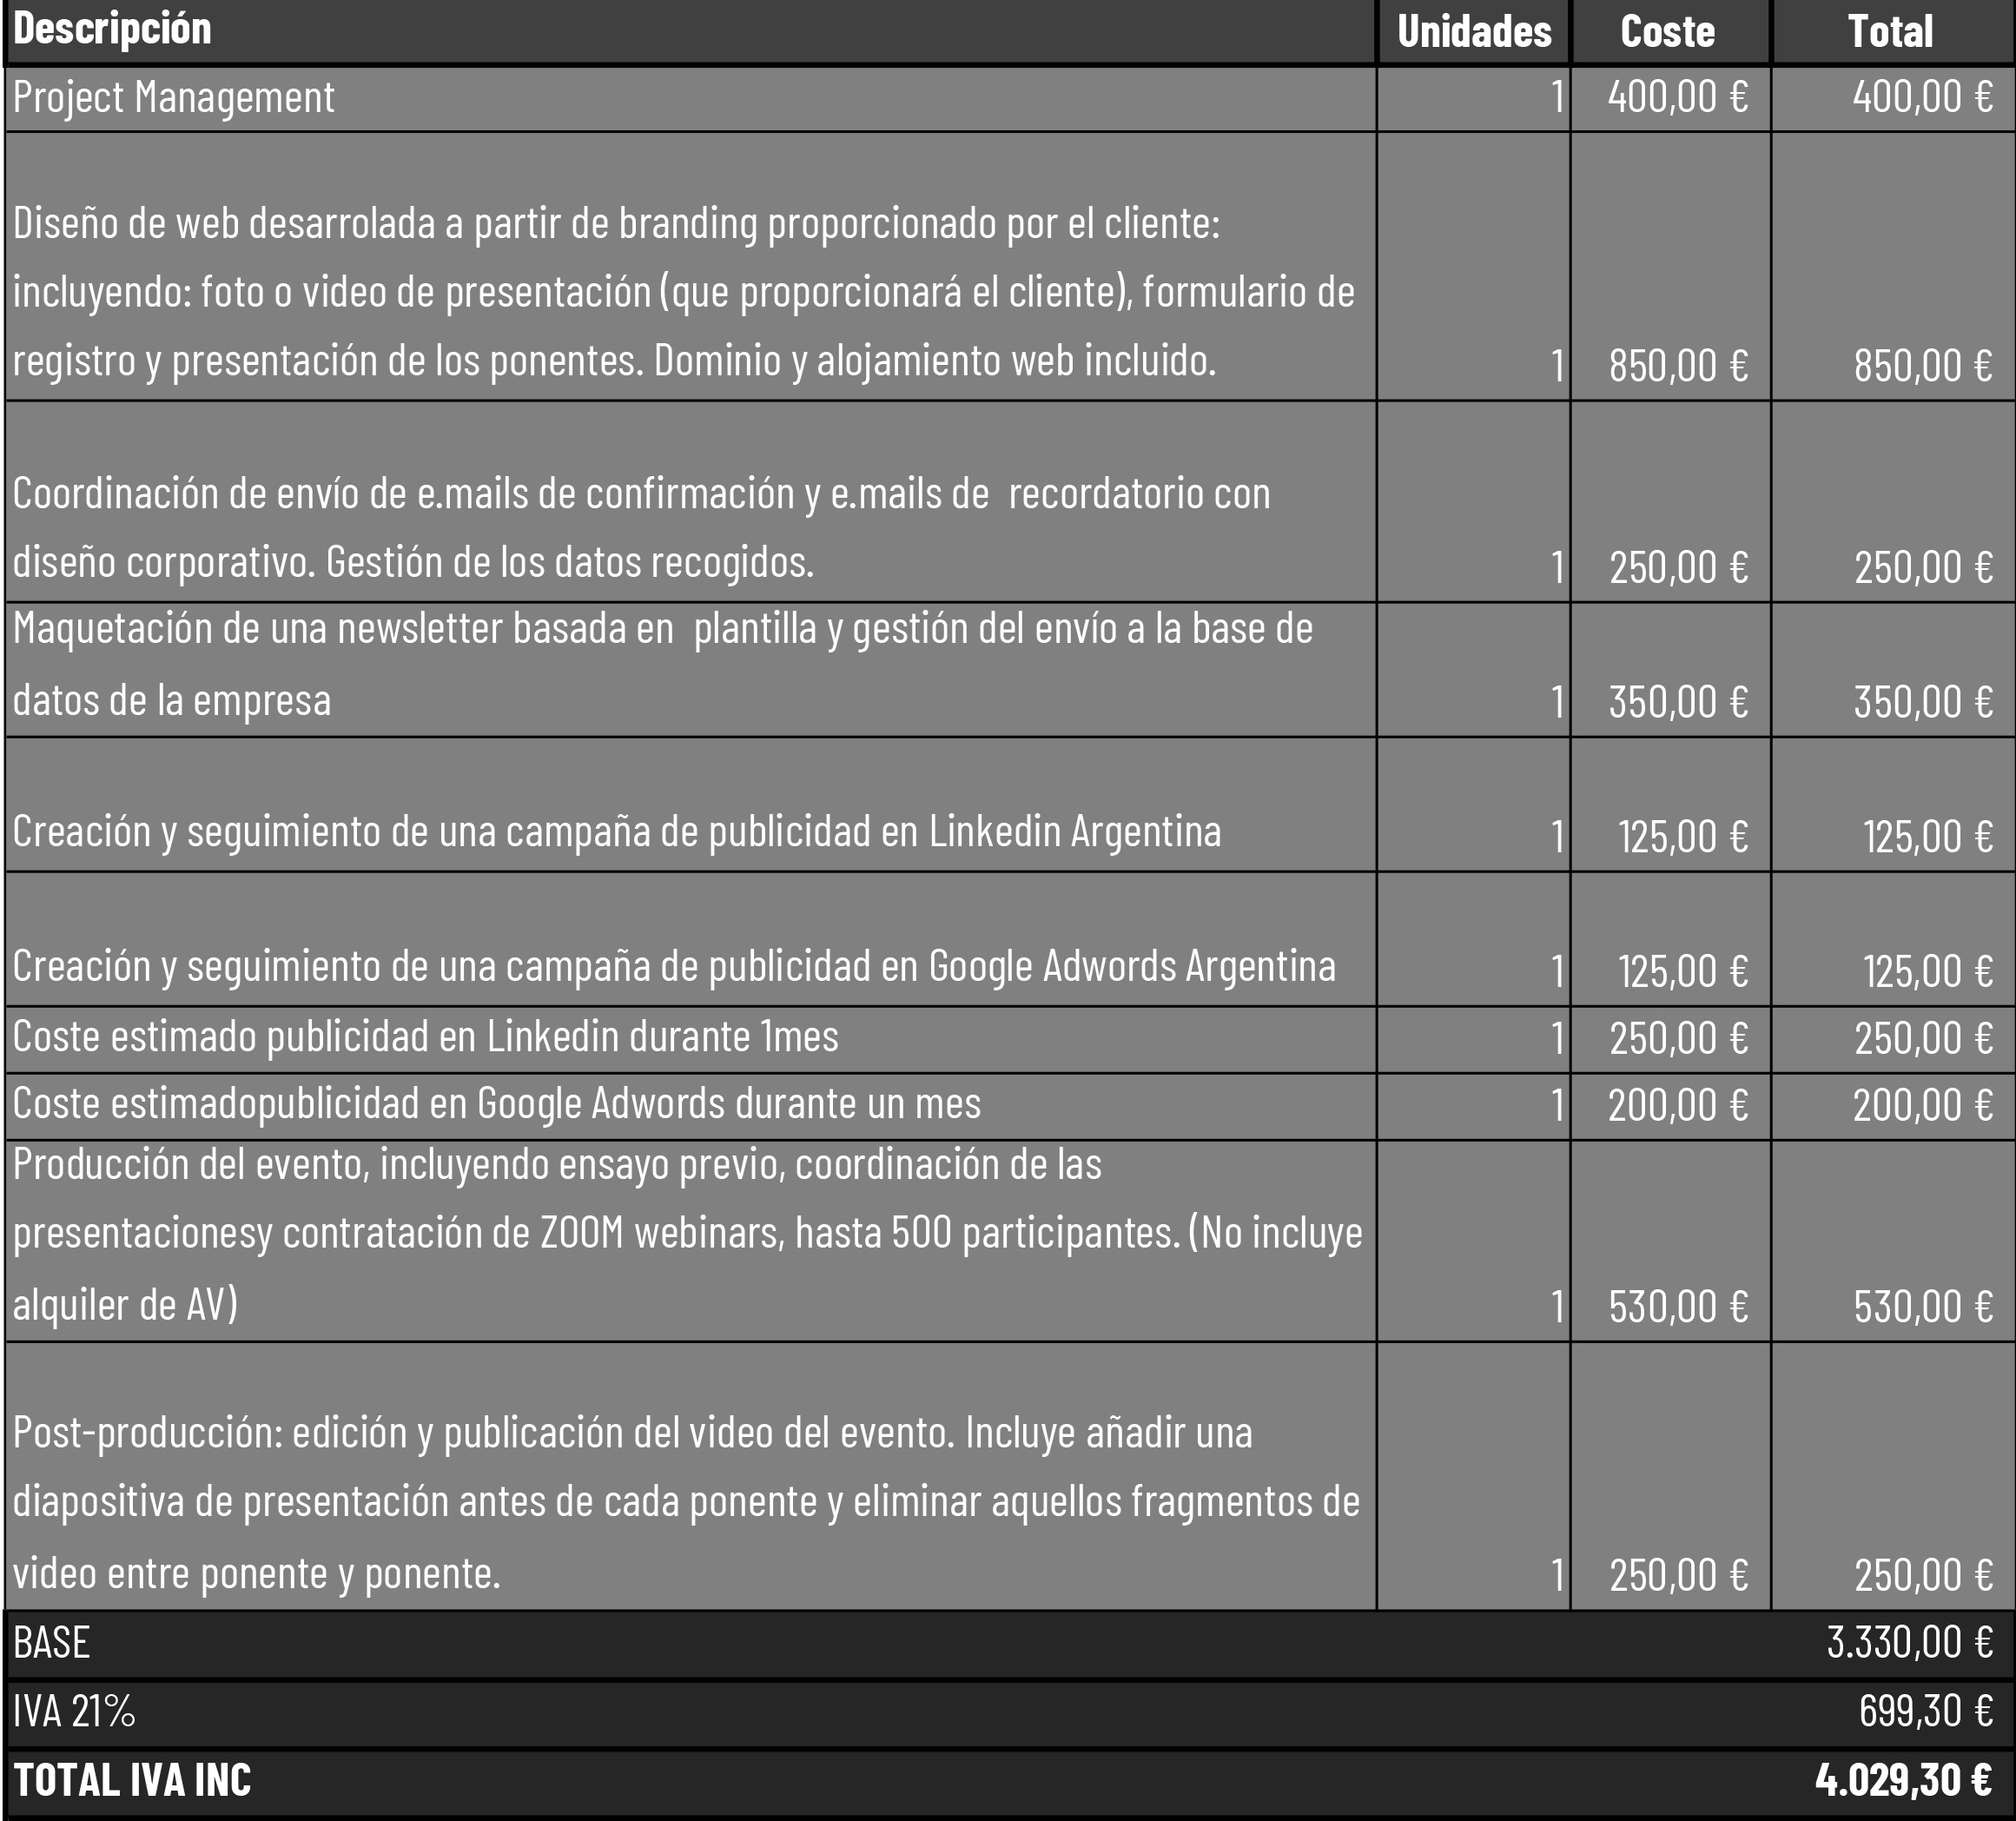 Descripción Unidades Coste Total
Project Management 1 400,00 € 400,00 €
Diseño de web desarrolada a partir de branding proporcionado por el cliente:
incluyendo: foto o video de presentación (que proporcionará el cliente), formulario de
registro y presentación de los ponentes. Dominio y alojamiento web incluido. 1 850,00 € 850,00 €
Coordinación de envío de e.mails de confirmación y e.mails de  recordatorio con
diseño corporativo. Gestión de los datos recogidos. 1 250,00 € 250,00 €
Maquetación de una newsletter basada en  plantilla y gestión del envío a la base de
datos de la empresa 1 350,00 € 350,00 €
Creación y seguimiento de una campaña de publicidad en Linkedin Argentina 1 125,00 € 125,00 €
Creación y seguimiento de una campaña de publicidad en Google Adwords Argentina 1 125,00 € 125,00 €
Coste estimado publicidad en Linkedin durante 1mes 1 250,00 € 250,00 €
Coste estimadopublicidad en Google Adwords durante un mes 1 200,00 € 200,00 €
Producción del evento, incluyendo ensayo previo, coordinación de las
presentacionesy contratación de ZOOM webinars, hasta 500 participantes. (No incluye
alquiler de AV) 1 530,00 € 530,00 €
Post-producción: edición y publicación del video del evento. Incluye añadir una
diapositiva de presentación antes de cada ponente y eliminar aquellos fragmentos de
video entre ponente y ponente. 1 250,00 € 250,00 €
BASE 3.330,00 €
IVA 21% 699,30 €
TOTAL IVA INC 4.029,30 €